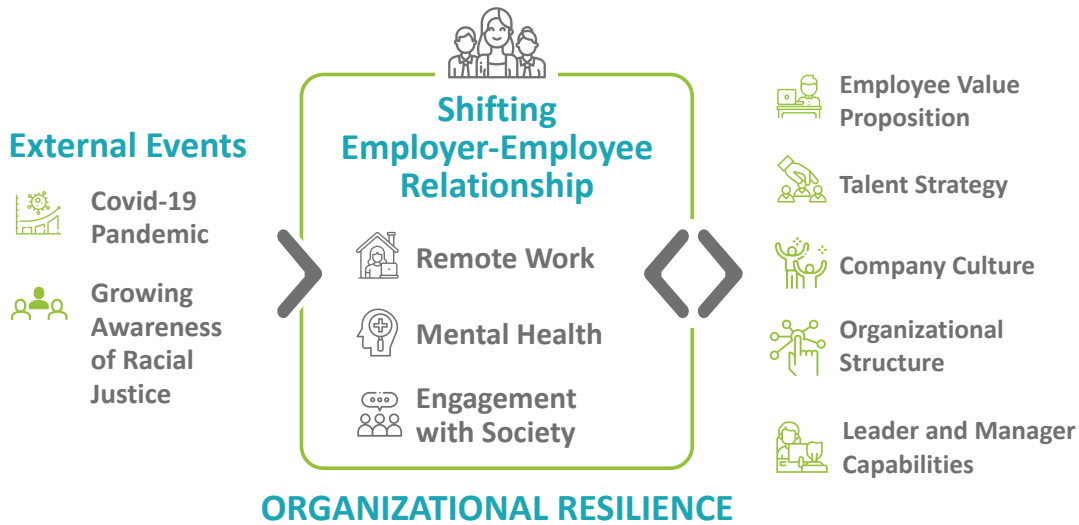 External Events
Covid-19
Pandemic
Growing
Awareness
of Racial
Justice
Shifting
Employer-Employee
Relationship
Remote Work
Mental Health
Engagement
with Society
Employee Value
Proposition
Talent Strategy
Company Culture
Organizational
Structure
Leader and Manager
Capabilities
ORGANIZATIONAL RESILIENCE